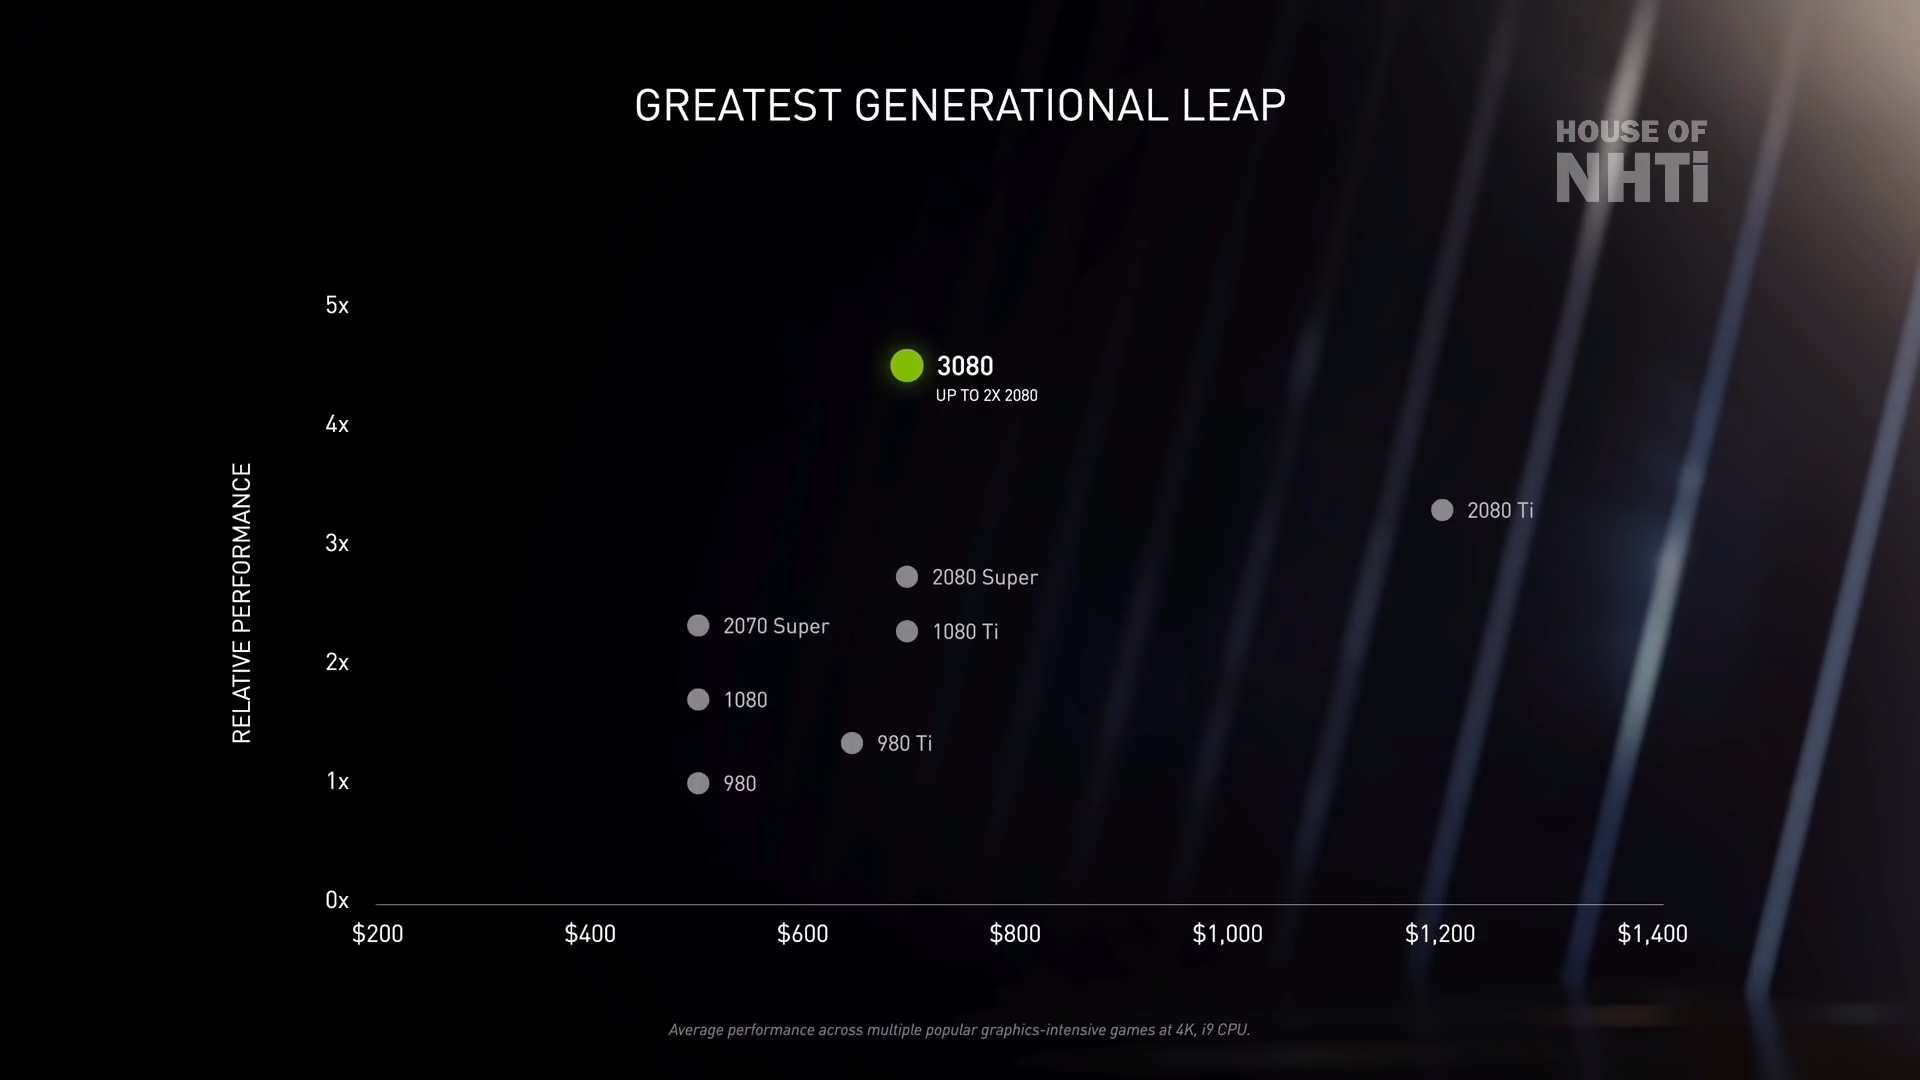 GREATEST GENERATIONAL LEAP
HOUSE OF
NHTi
RELATIVE PERFORMANCE
5x
4x
3x
2x
1x
0x
3080
UP TO 2X 2080
2080 Ti
2080 Super
2070 Super
1080 Ti
1080
980 Ti
980
$200 $400 $600 $800 $1,000 $1,200 $1,400
Average performance across multiple popular graphics-intensive games at 4K, i9 CPU.